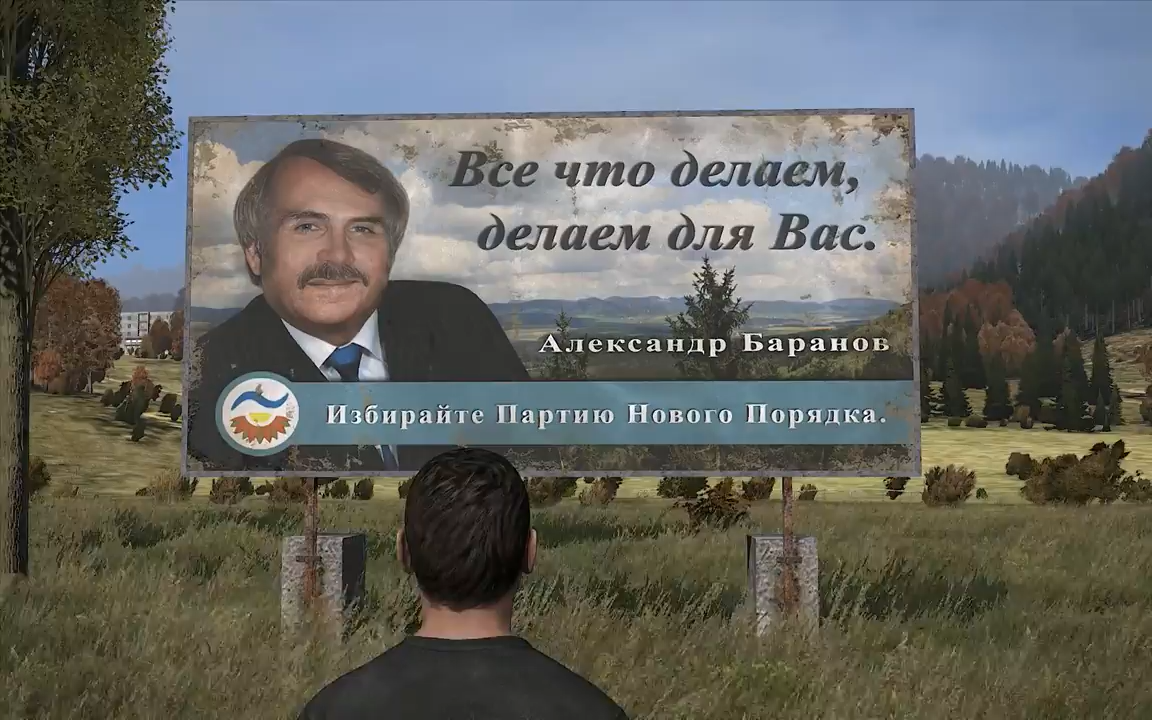 Все что делаем,
делаем для Вас.
Александр Баранов
Избирайте Партию Нового Порядка.